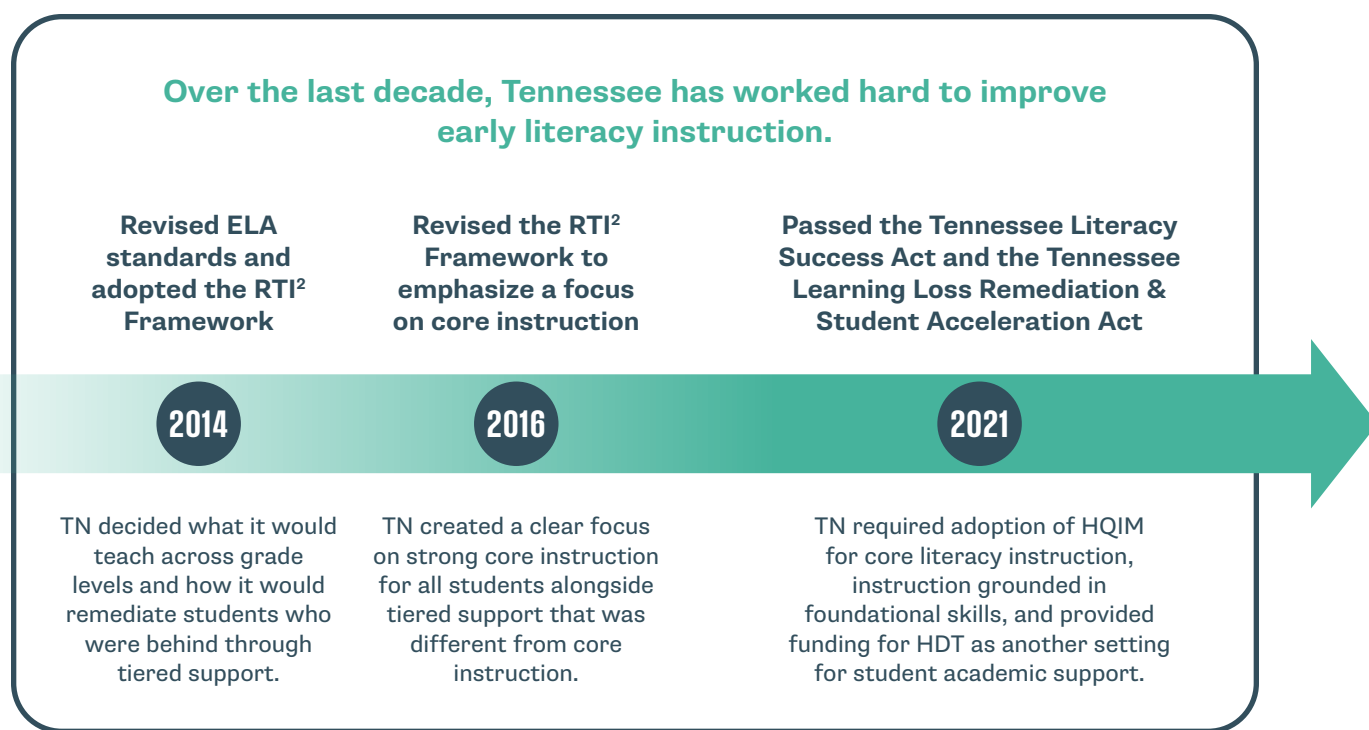 Over the last decade, Tennessee has worked hard to improve
early literacy instruction.
Revised ELA
standards and
adopted the RTI²
Framework
Revised the RTI²
Framework to
emphasize a focus
on core instruction
Passed the Tennessee Literacy
Success Act and the Tennessee
Learning Loss Remediation &
Student Acceleration Act
2014
2016
2021
TN decided what it would
teach across grade
levels and how it would
remediate students who
were behind through
tiered support.
TN created a clear focus
on strong core instruction
for all students alongside
tiered support that was
different from core
instruction.
TN required adoption of HQIM
for core literacy instruction,
instruction grounded in
foundational skills, and provided
funding for HDT as another setting
for student academic support.